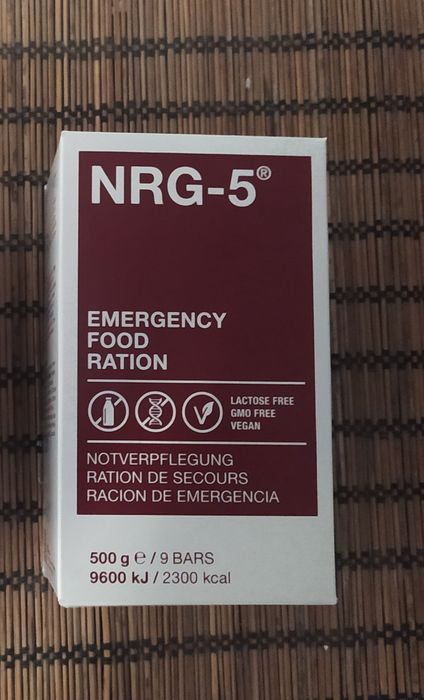 NRG-5®
EMERGENCY
FOOD
RATION
LACTOSE FREE
GMO FREE
VEGAN
NOTVERPFLEGUNG
RATION DE SECOURS
RACION DE EMERGENCIA
500 g ℮ / 9 BARS
9600 kJ / 2300 kcal